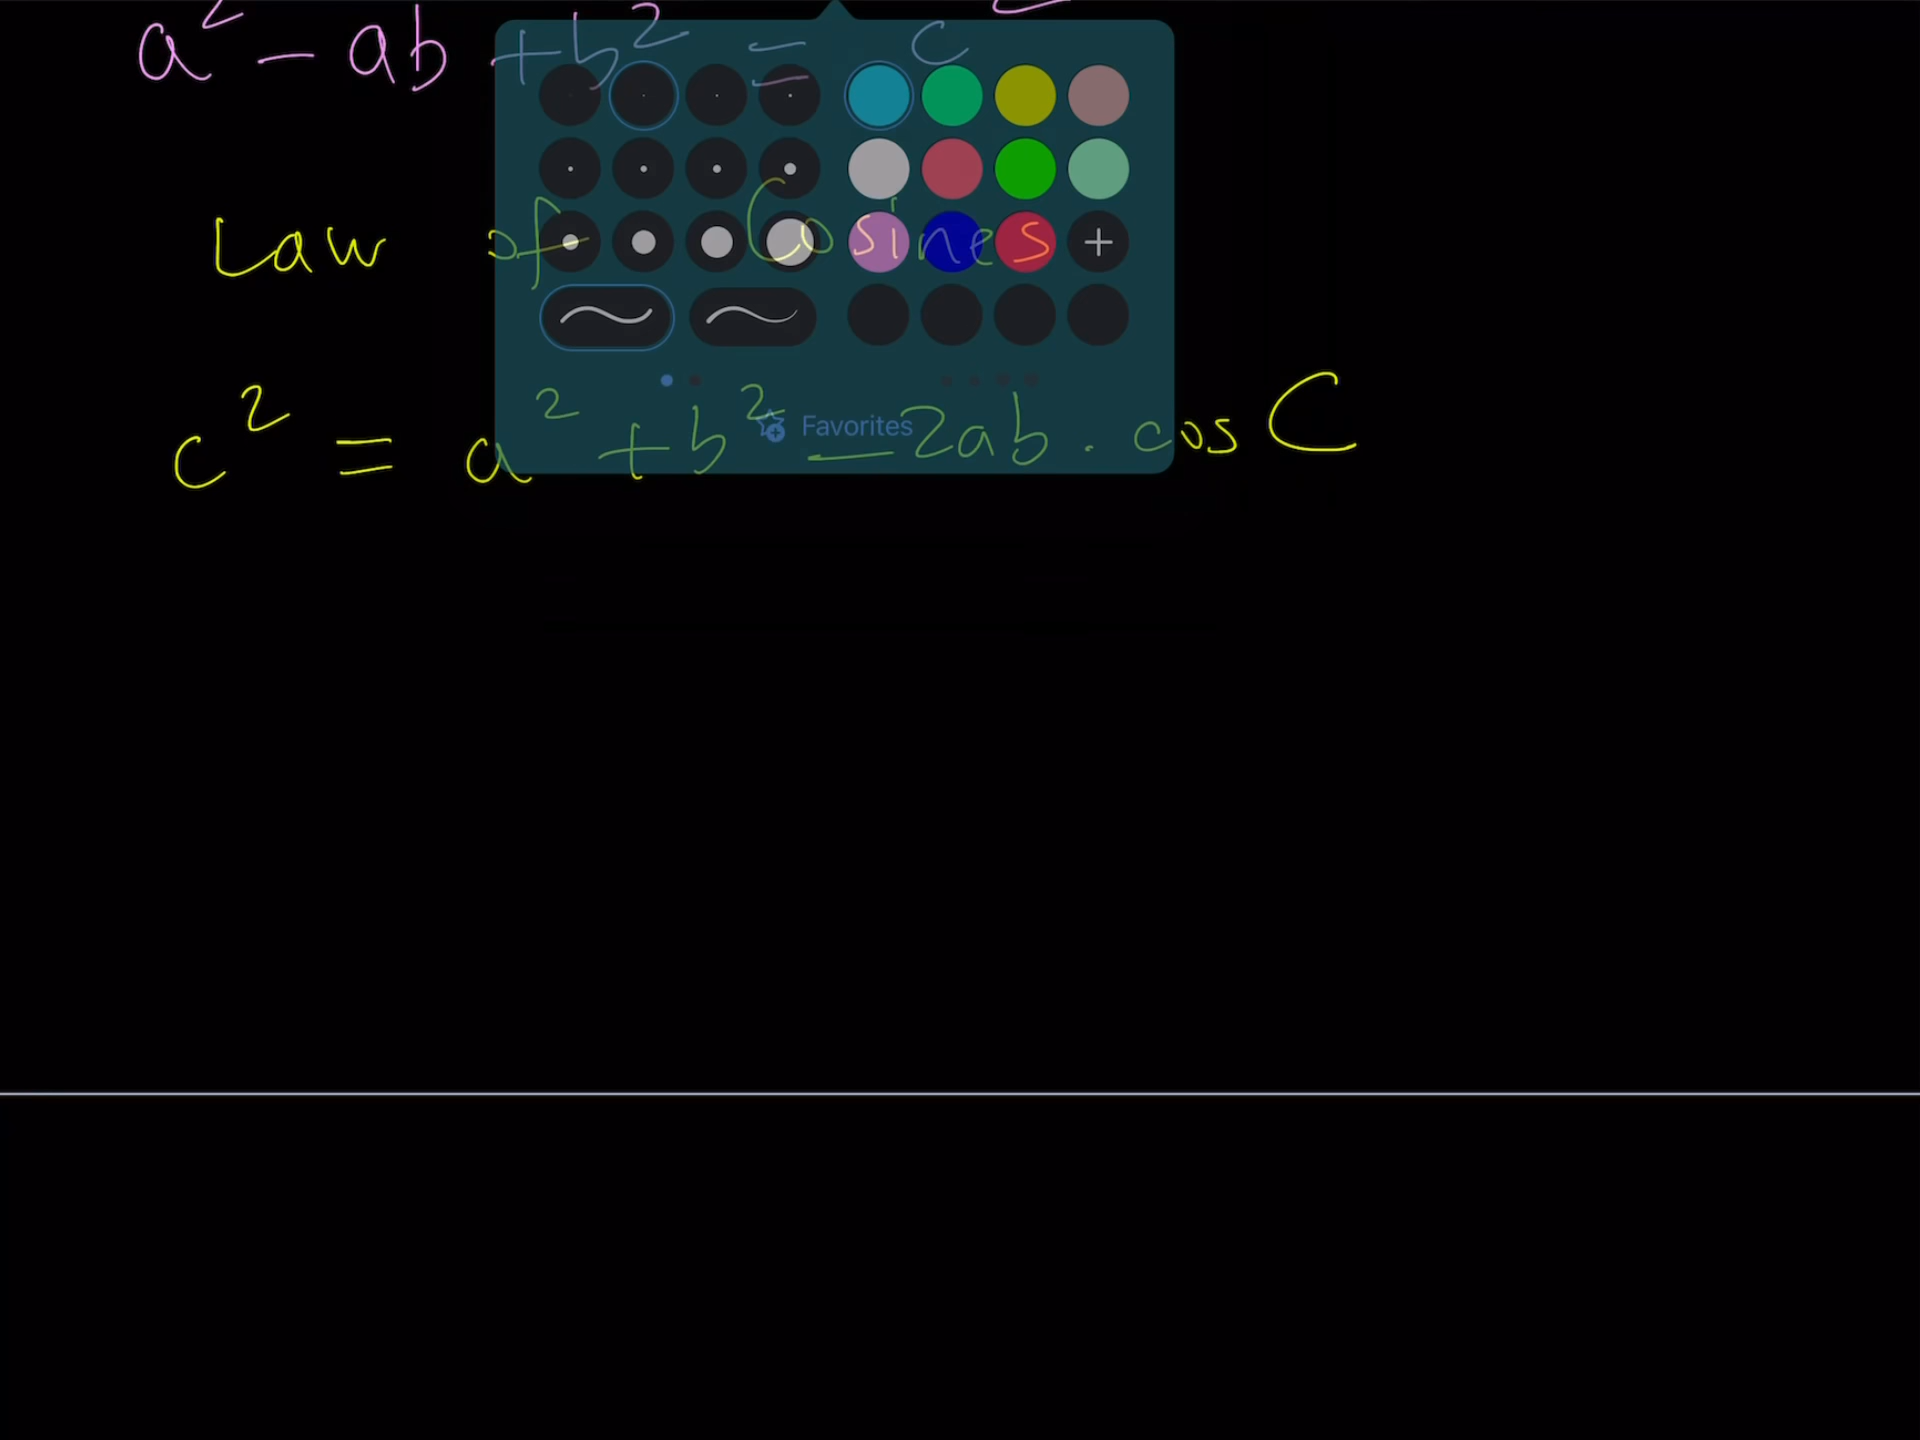 a² - ab + b² = c²
Law of Cosines
Favorites
c² = a² + b² - 2ab · cos C